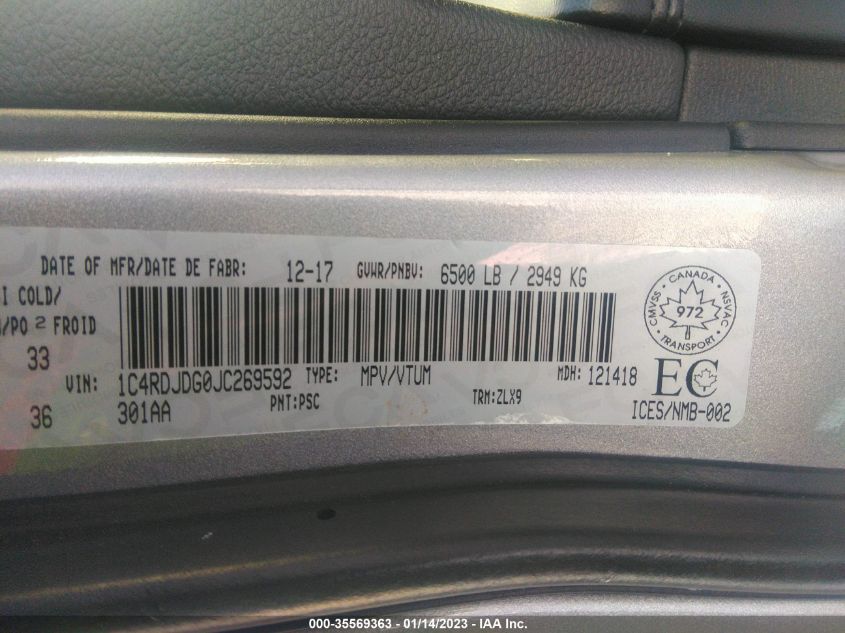 DATE OF MFR/DATE DE FABR: 12-17 GVWR/PNBV: 6500 LB / 2949 KG
I COLD/
/PO 2 FROID
33
VIN: 1C4RDJDG0JC269592 TYPE: MPV/VTUM MDH: 121418
36 301AA PNT:PSC TRM:ZLX9
CANADA
CMVSS NSVAC
972
TRANSPORT
EC
ICES/NMB-002
000-35569363 - 01/14/2023 - IAA Inc.